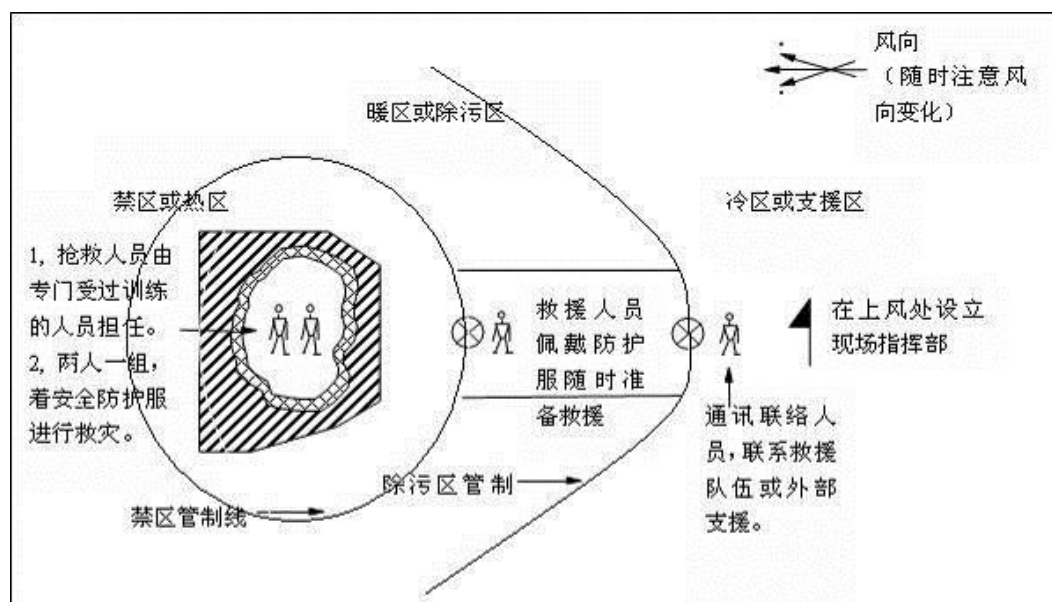 风向
（随时注意风
向变化）
暖区或除污区
禁区或热区
冷区或支援区
1, 抢救人员由
专门受过训练
的人员担任。
2, 两人一组，
着安全防护服
进行救灾。
救援人员
佩戴防护
服随时准
备救援
在上风处设立
现场指挥部
通讯联络人
员，联系救援
队伍或外部
支援。
除污区管制
禁区管制线